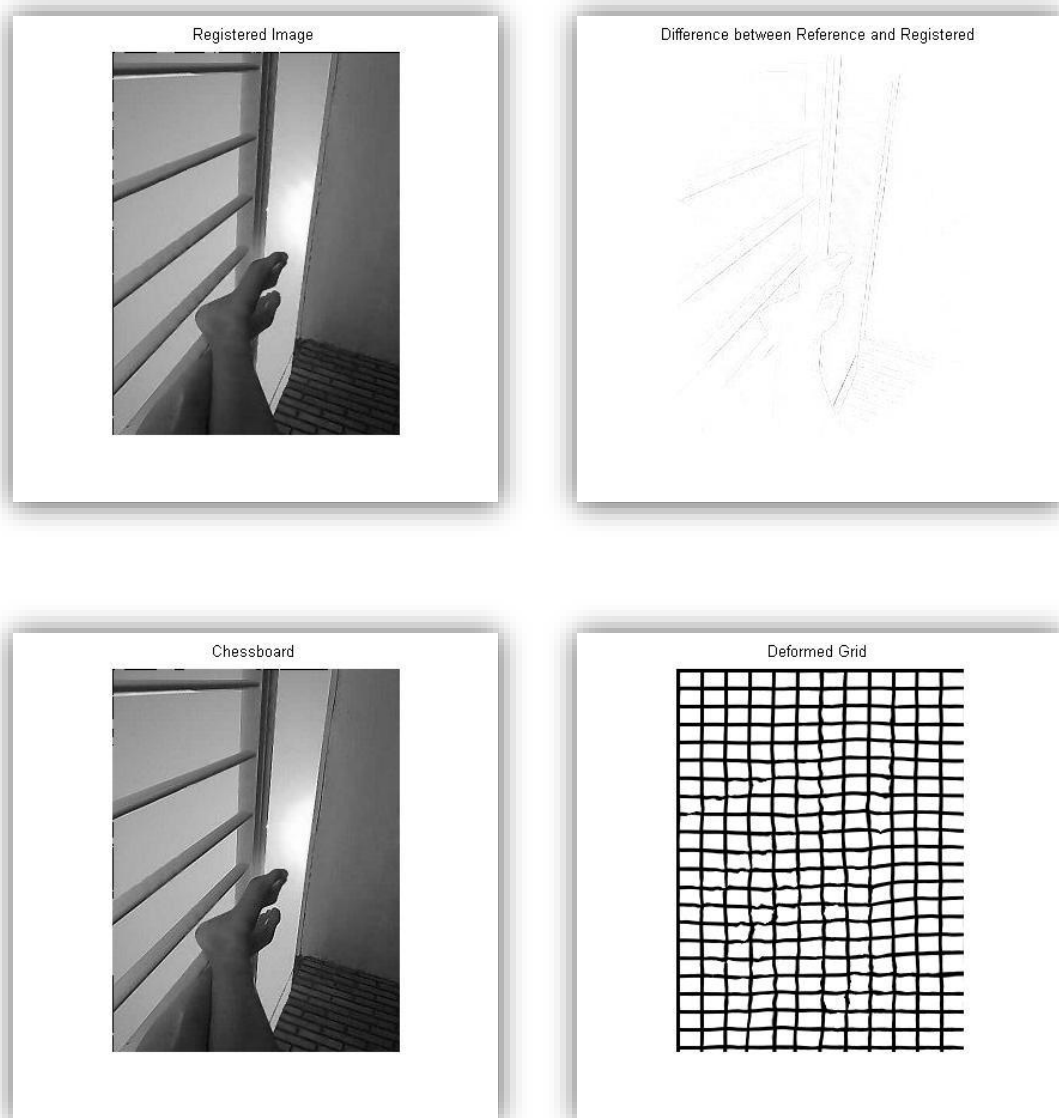 Registered Image
Difference between Reference and Registered
Chessboard
Deformed Grid